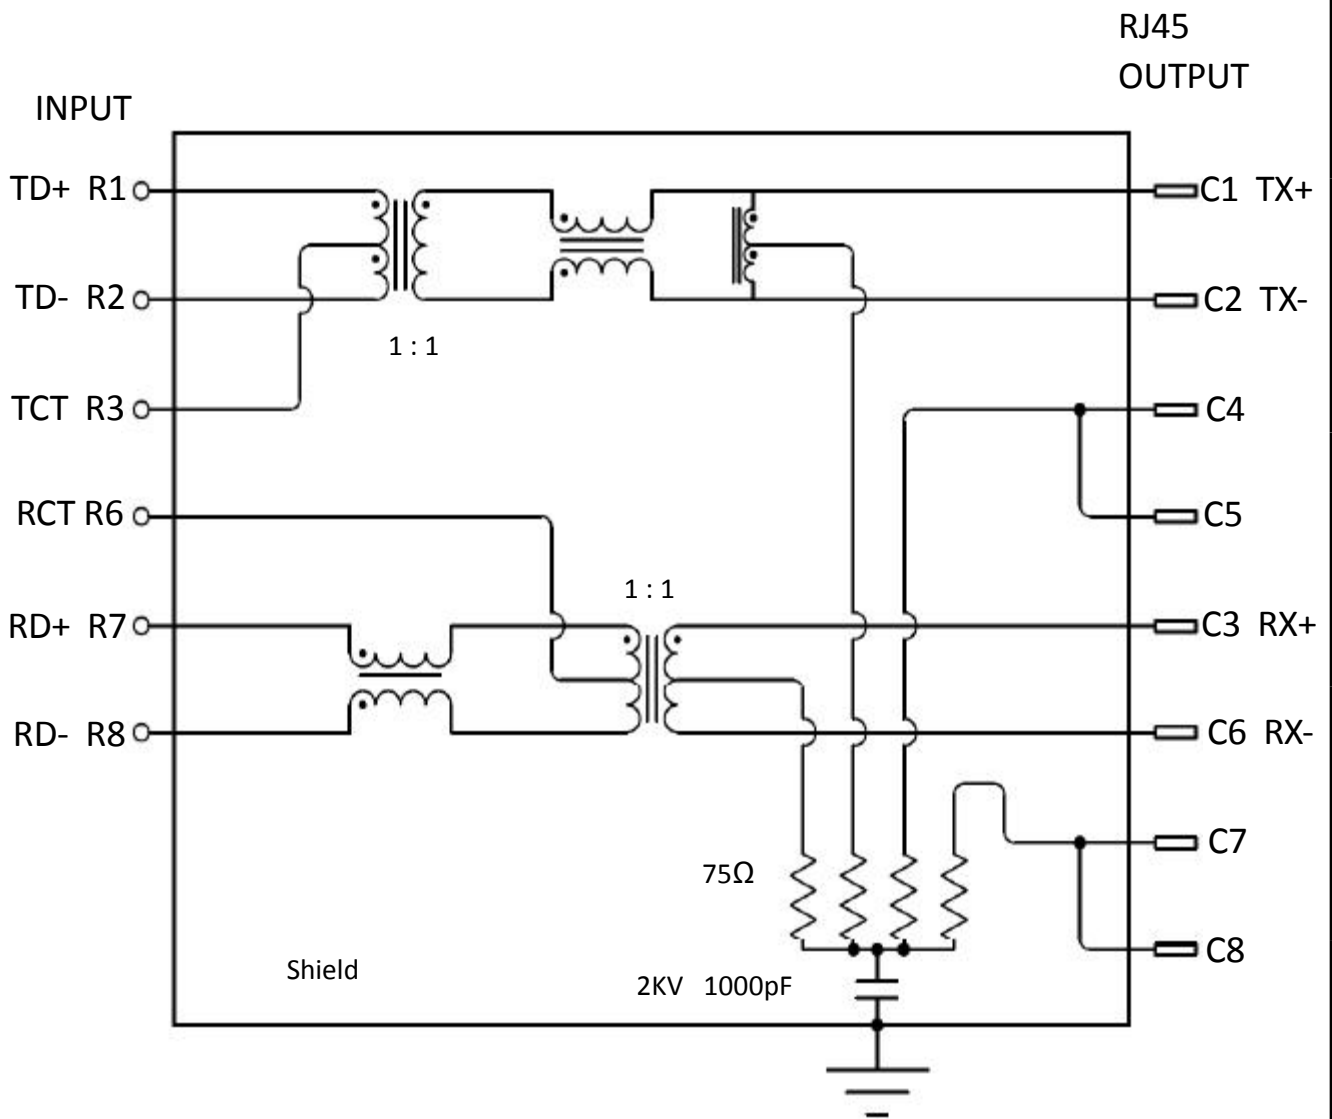 RJ45
OUTPUT
INPUT
TD+ R1
C1 TX+
TD- R2
C2 TX-
1 : 1
TCT R3
C4
RCT R6
C5
1 : 1
RD+ R7
C3 RX+
RD- R8
C6 RX-
C7
75Ω
C8
Shield
2KV 1000pF